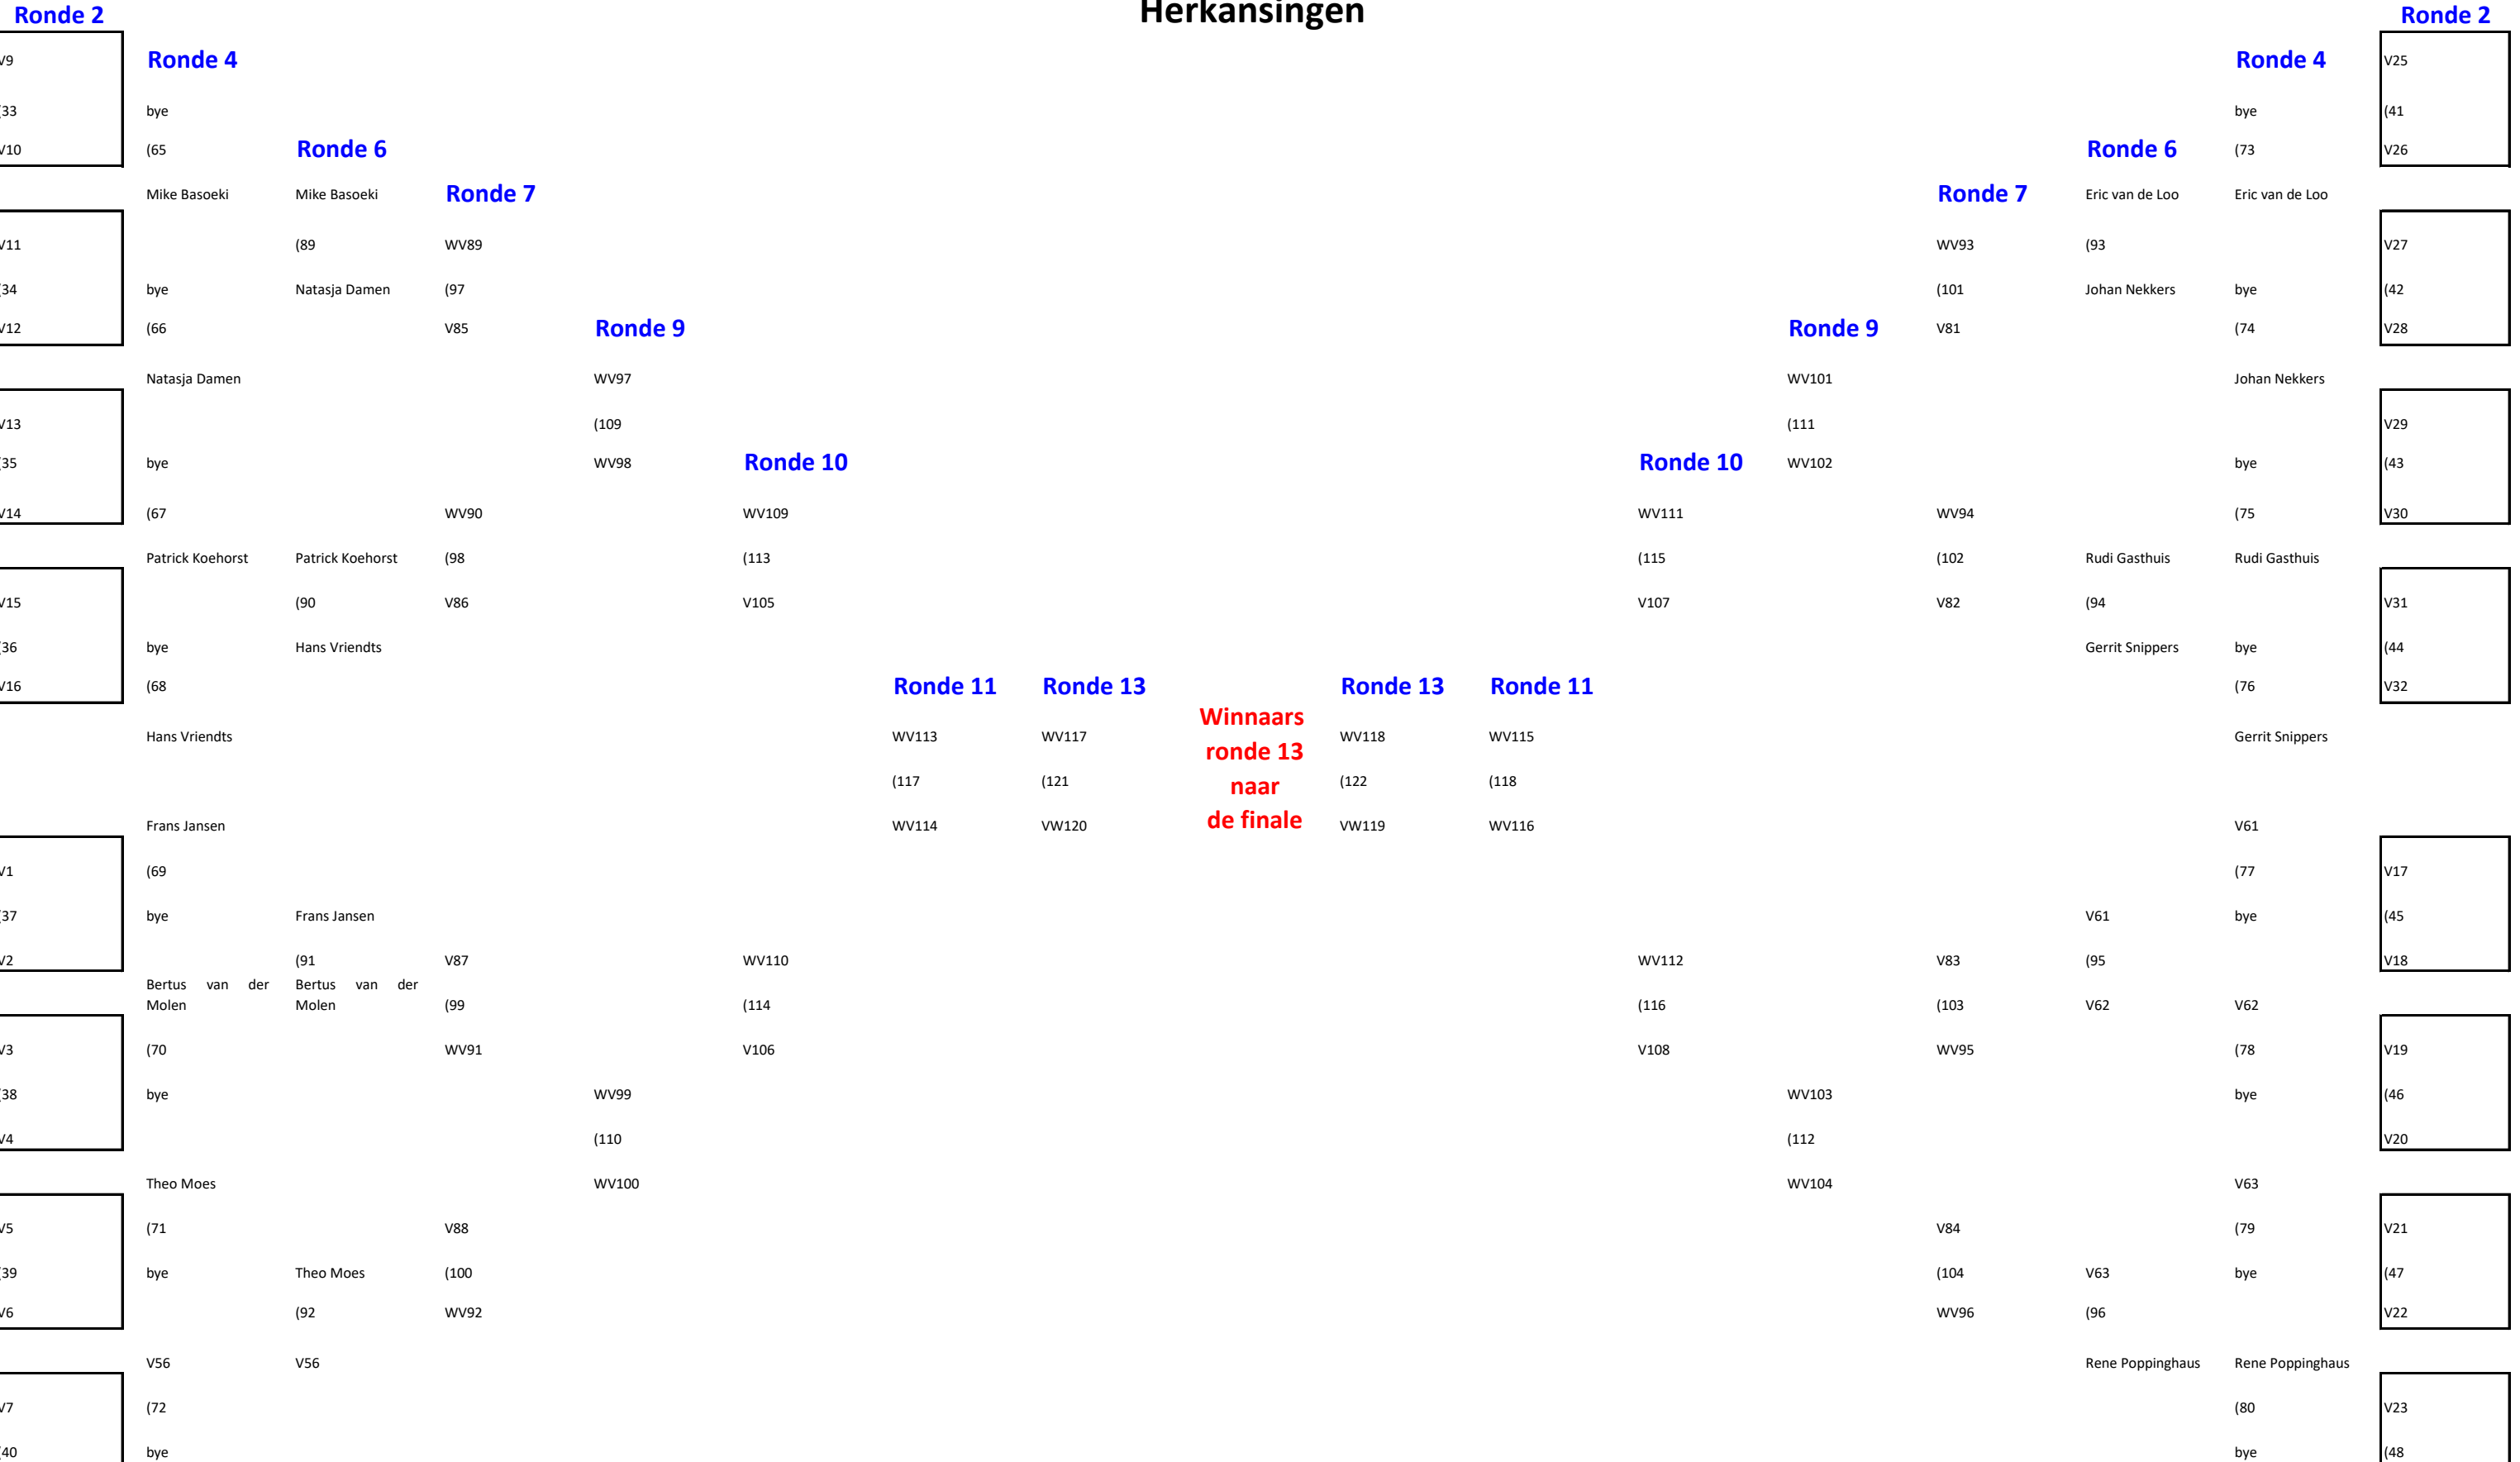 Herkansingen
Ronde 2 Ronde 2
V9 Ronde 4 Ronde 4 V25
(33 bye bye (41
V10 (65 Ronde 6 Ronde 6 (73 V26
Mike Basoeki Mike Basoeki Ronde 7 Ronde 7 Eric van de Loo Eric van de Loo
V11 (89 WV89 WV93 (93 V27
(34 bye Natasja Damen (97 (101 Johan Nekkers bye (42
V12 (66 V85 Ronde 9 Ronde 9 V81 (74 V28
Natasja Damen WV97 WV101 Johan Nekkers
V13 (109 (111 V29
(35 bye WV98 Ronde 10 Ronde 10 WV102 bye (43
V14 (67 WV90 WV109 WV111 WV94 (75 V30
Patrick Koehorst Patrick Koehorst (98 (113 (115 (102 Rudi Gasthuis Rudi Gasthuis
V15 (90 V86 V105 V107 V82 (94 V31
(36 bye Hans Vriendts Gerrit Snippers bye (44
V16 (68 Ronde 11 Ronde 13 Ronde 13 Ronde 11 (76 V32
Winnaars
Hans Vriendts WV113 WV117 WV118 WV115 Gerrit Snippers
ronde 13
(117 (121 naar (122 (118
Frans Jansen WV114 VW120 de finale VW119 WV116 V61
V1 (69 (77 V17
(37 bye Frans Jansen V61 bye (45
V2 (91 V87 WV110 WV112 V83 (95 V18
Bertus van der Bertus van der
Molen Molen (99 (114 (116 (103 V62 V62
V3 (70 WV91 V106 V108 WV95 (78 V19
(38 bye WV99 WV103 bye (46
V4 (110 (112 V20
Theo Moes WV100 WV104 V63
V5 (71 V88 V84 (79 V21
(39 bye Theo Moes (100 (104 V63 bye (47
V6 (92 WV92 WV96 (96 V22
V56 V56 Rene Poppinghaus Rene Poppinghaus
V7 (72 (80 V23
(40 bye bye (48